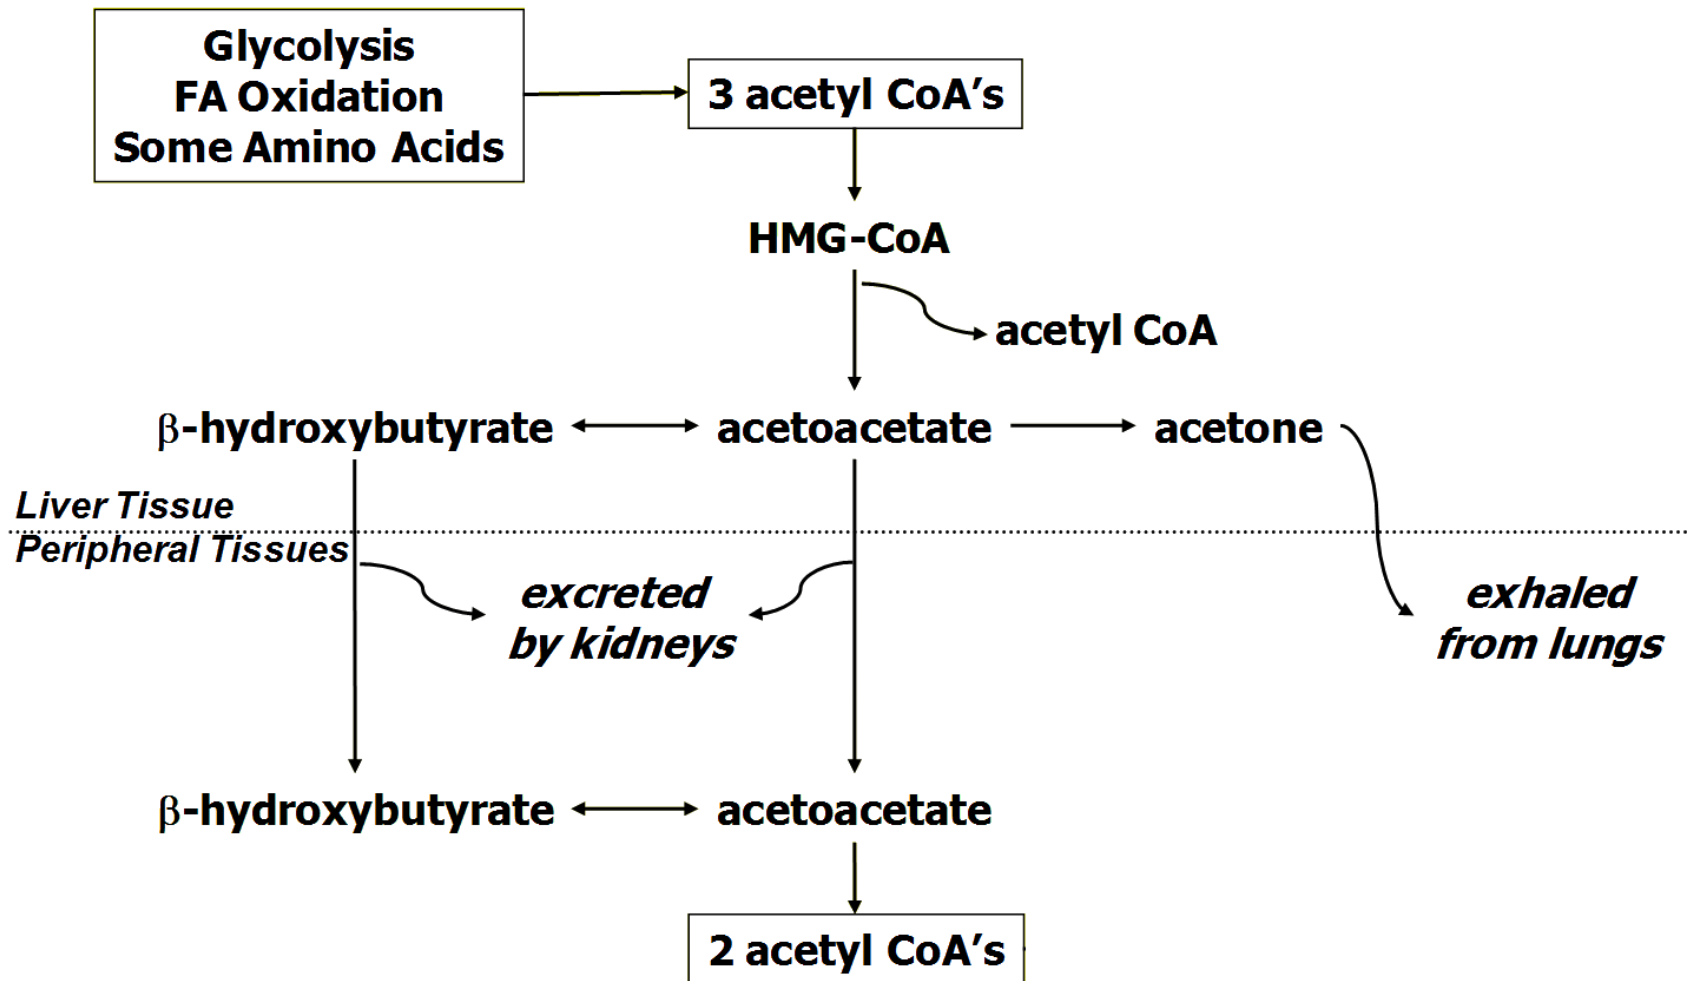 Glycolysis
FA Oxidation
Some Amino Acids
3 acetyl CoA’s
HMG-CoA
acetyl CoA
β-hydroxybutyrate
acetoacetate
acetone
Liver Tissue
Peripheral Tissues
excreted
by kidneys
exhaled
from lungs
β-hydroxybutyrate
acetoacetate
2 acetyl CoA’s